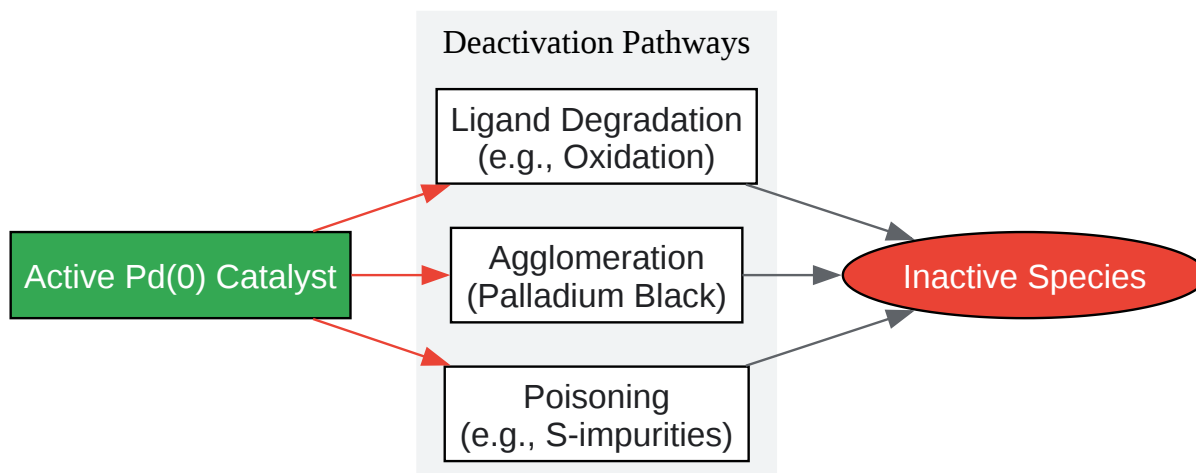 Deactivation Pathways
Ligand Degradation
(e.g., Oxidation)
Active Pd(0) Catalyst
Agglomeration
(Palladium Black)
Inactive Species
Poisoning
(e.g., S-impurities)